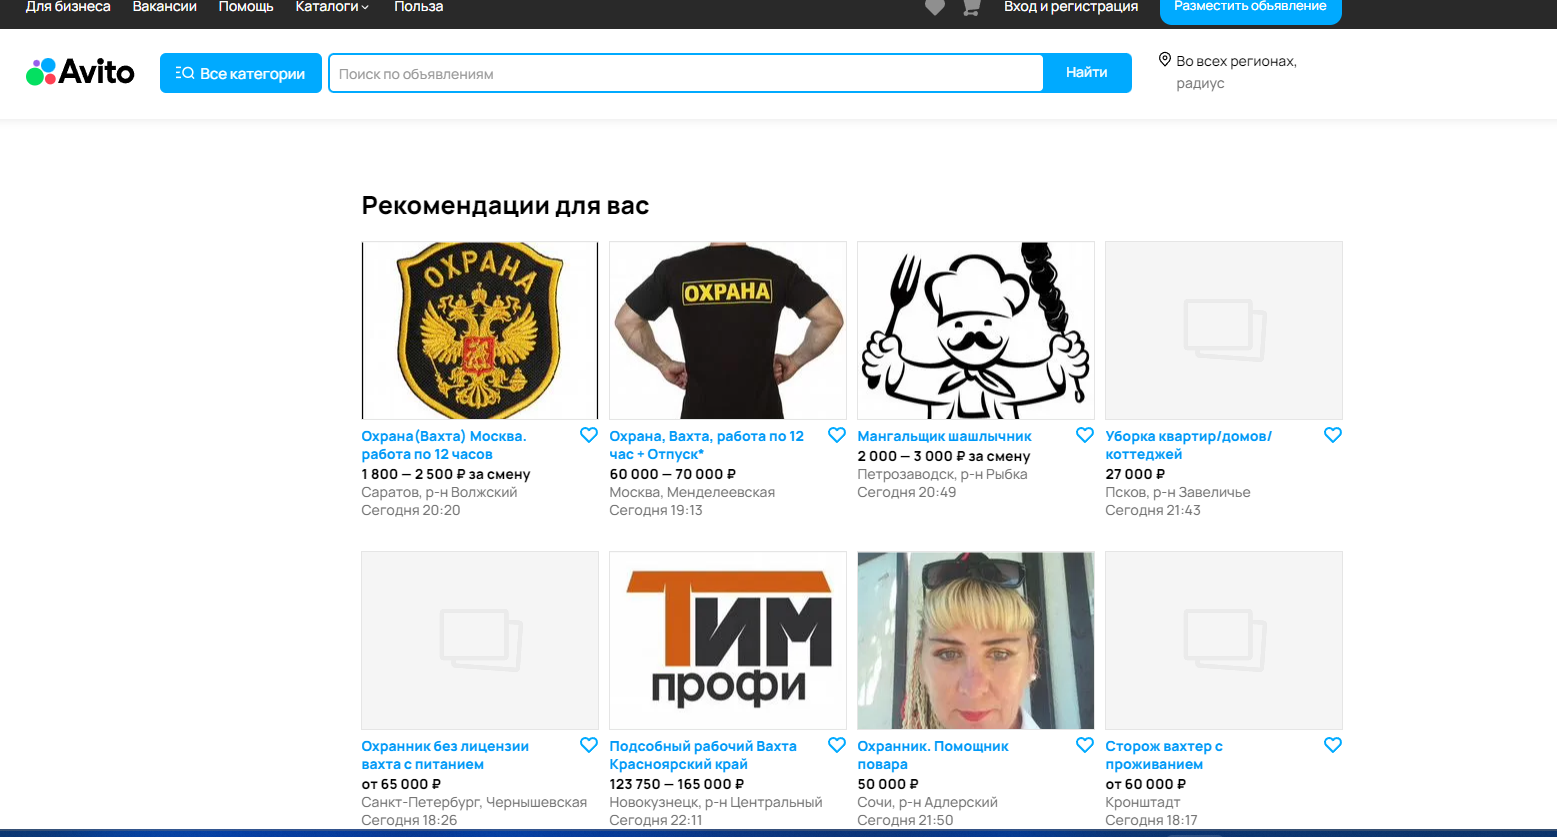 Для бизнеса Вакансии Помощь Каталоги Польза Вход и регистрация Разместить объявление
Avito Все категории Поиск по объявлениям Найти Во всех регионах,
радиус
Рекомендации для вас
ОХРАНА
ОХРАНА
Охрана(Вахта) Москва.
работа по 12 часов
1 800 — 2 500 ₽ за смену
Саратов, р-н Волжский
Сегодня 20:20
Охрана, Вахта, работа по 12
час + Отпуск*
60 000 — 70 000 ₽
Москва, Менделеевская
Сегодня 19:13
Мангальщик шашлычник
2 000 — 3 000 ₽ за смену
Петрозаводск, р-н Рыбка
Сегодня 20:49
Уборка квартир/домов/
коттеджей
27 000 ₽
Псков, р-н Завеличье
Сегодня 21:43
ТИМ
профи
Охранник без лицензии
вахта с питанием
от 65 000 ₽
Санкт-Петербург, Чернышевская
Сегодня 18:26
Подсобный рабочий Вахта
Красноярский край
123 750 — 165 000 ₽
Новокузнецк, р-н Центральный
Сегодня 22:11
Охранник. Помощник
повара
50 000 ₽
Сочи, р-н Адлерский
Сегодня 21:50
Сторож вахтер с
проживанием
от 60 000 ₽
Кронштадт
Сегодня 18:17